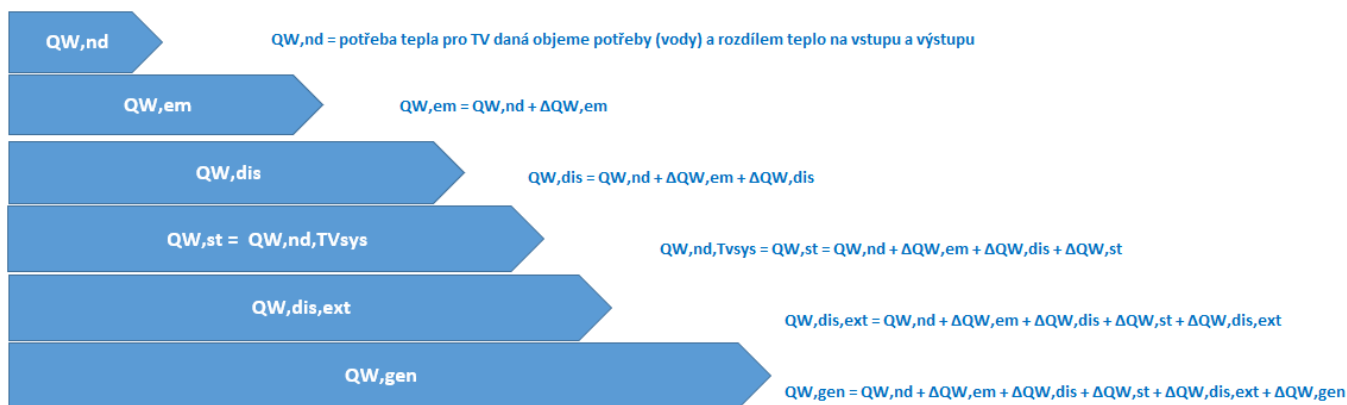 QW,nd
QW,nd = potřeba tepla pro TV daná objeme potřeby (vody) a rozdílem teplo na vstupu a výstupu
QW,em
QW,em = QW,nd + ΔQW,em
QW,dis
QW,dis = QW,nd + ΔQW,em + ΔQW,dis
QW,st = QW,nd,TVsys
QW,nd,Tvsys = QW,st = QW,nd + ΔQW,em + ΔQW,dis + ΔQW,st
QW,dis,ext
QW,dis,ext = QW,nd + ΔQW,em + ΔQW,dis + ΔQW,st + ΔQW,dis,ext
QW,gen
QW,gen = QW,nd + ΔQW,em + ΔQW,dis + ΔQW,st + ΔQW,dis,ext + ΔQW,gen